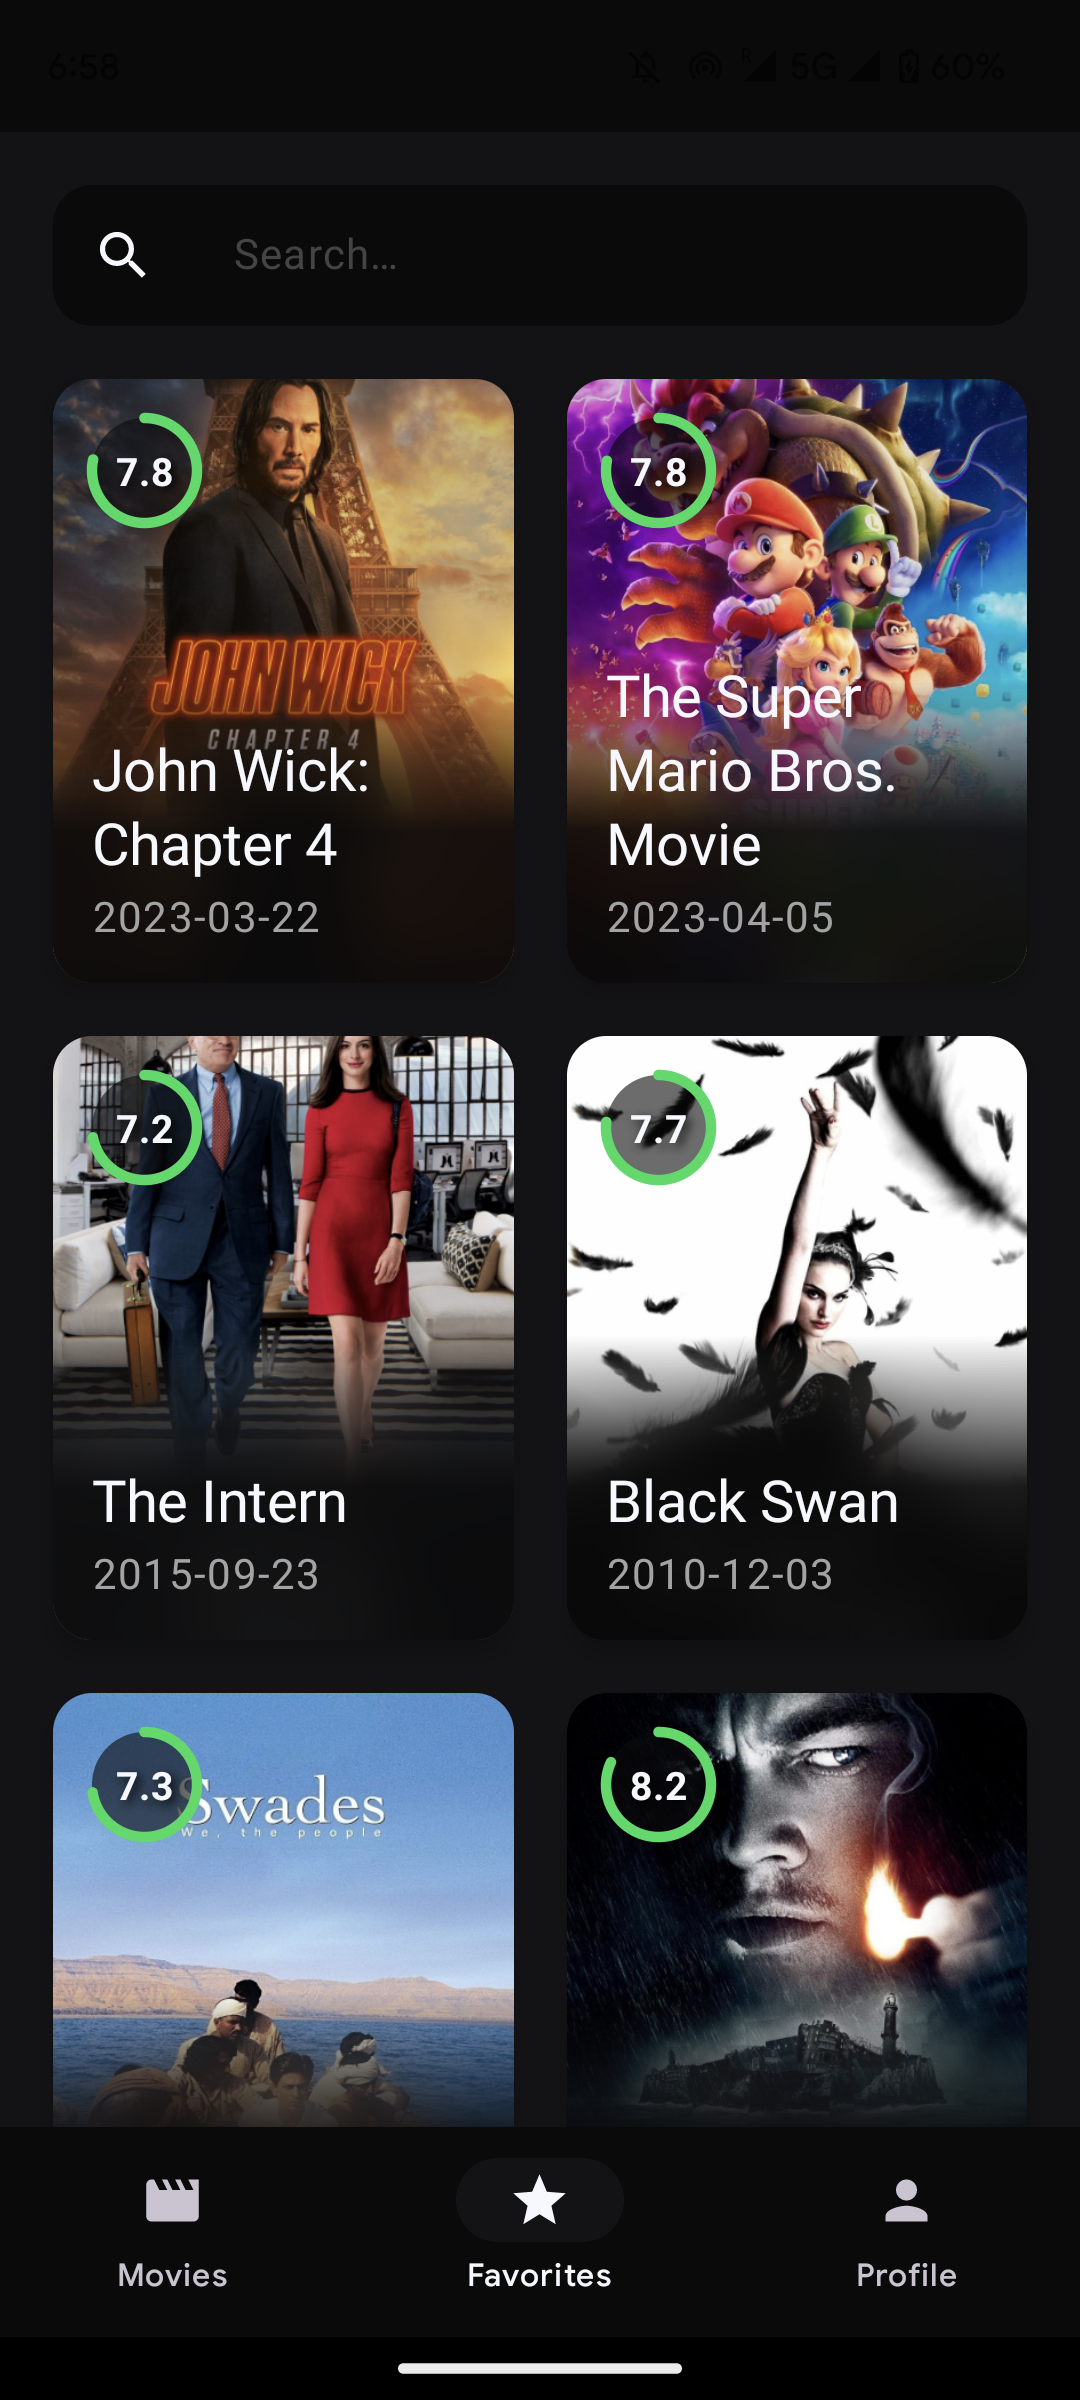 6:58
R 5G 60%
Search...
7.8
JOHN WICK
CHAPTER 4
John Wick:
Chapter 4
2023-03-22
7.8
The Super
Mario Bros.
Movie
2023-04-05
7.2
The Intern
2015-09-23
7.7
Black Swan
2010-12-03
7.3
Swades
We, the people
8.2
Movies
Favorites
Profile